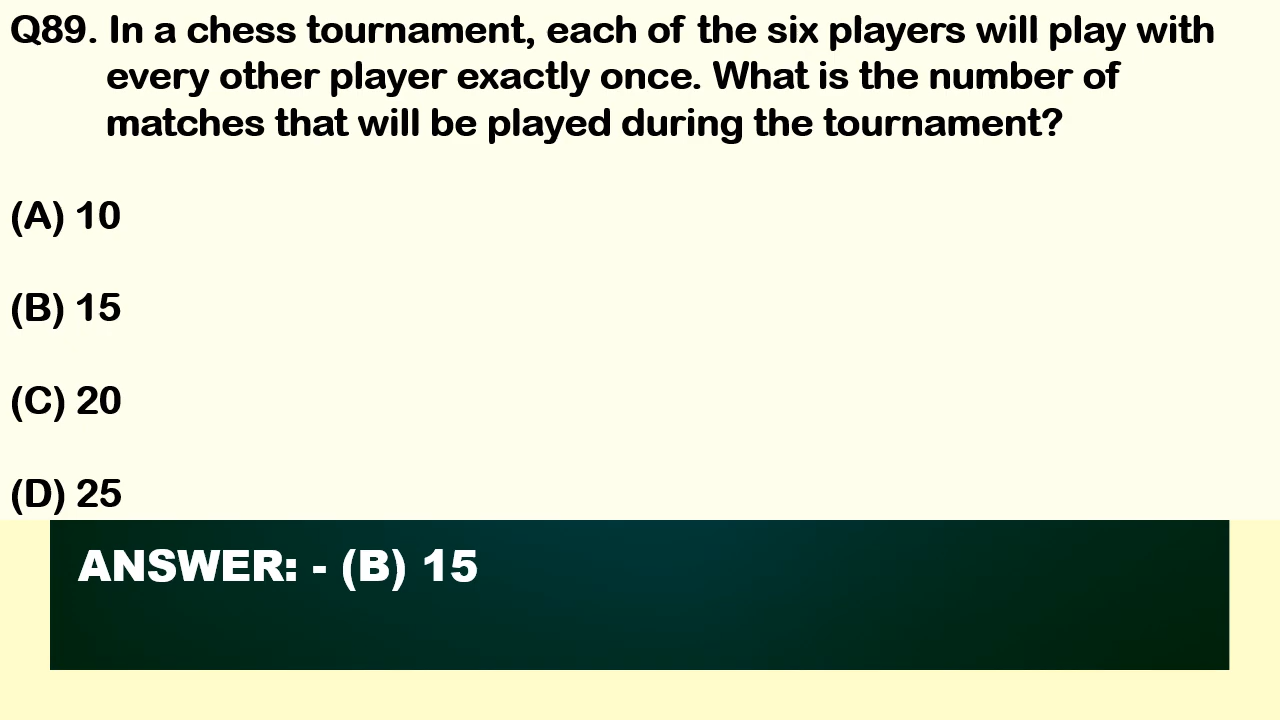 Q89. In a chess tournament, each of the six players will play with
every other player exactly once. What is the number of
matches that will be played during the tournament?
(A) 10
(B) 15
(C) 20
(D) 25
ANSWER: - (B) 15